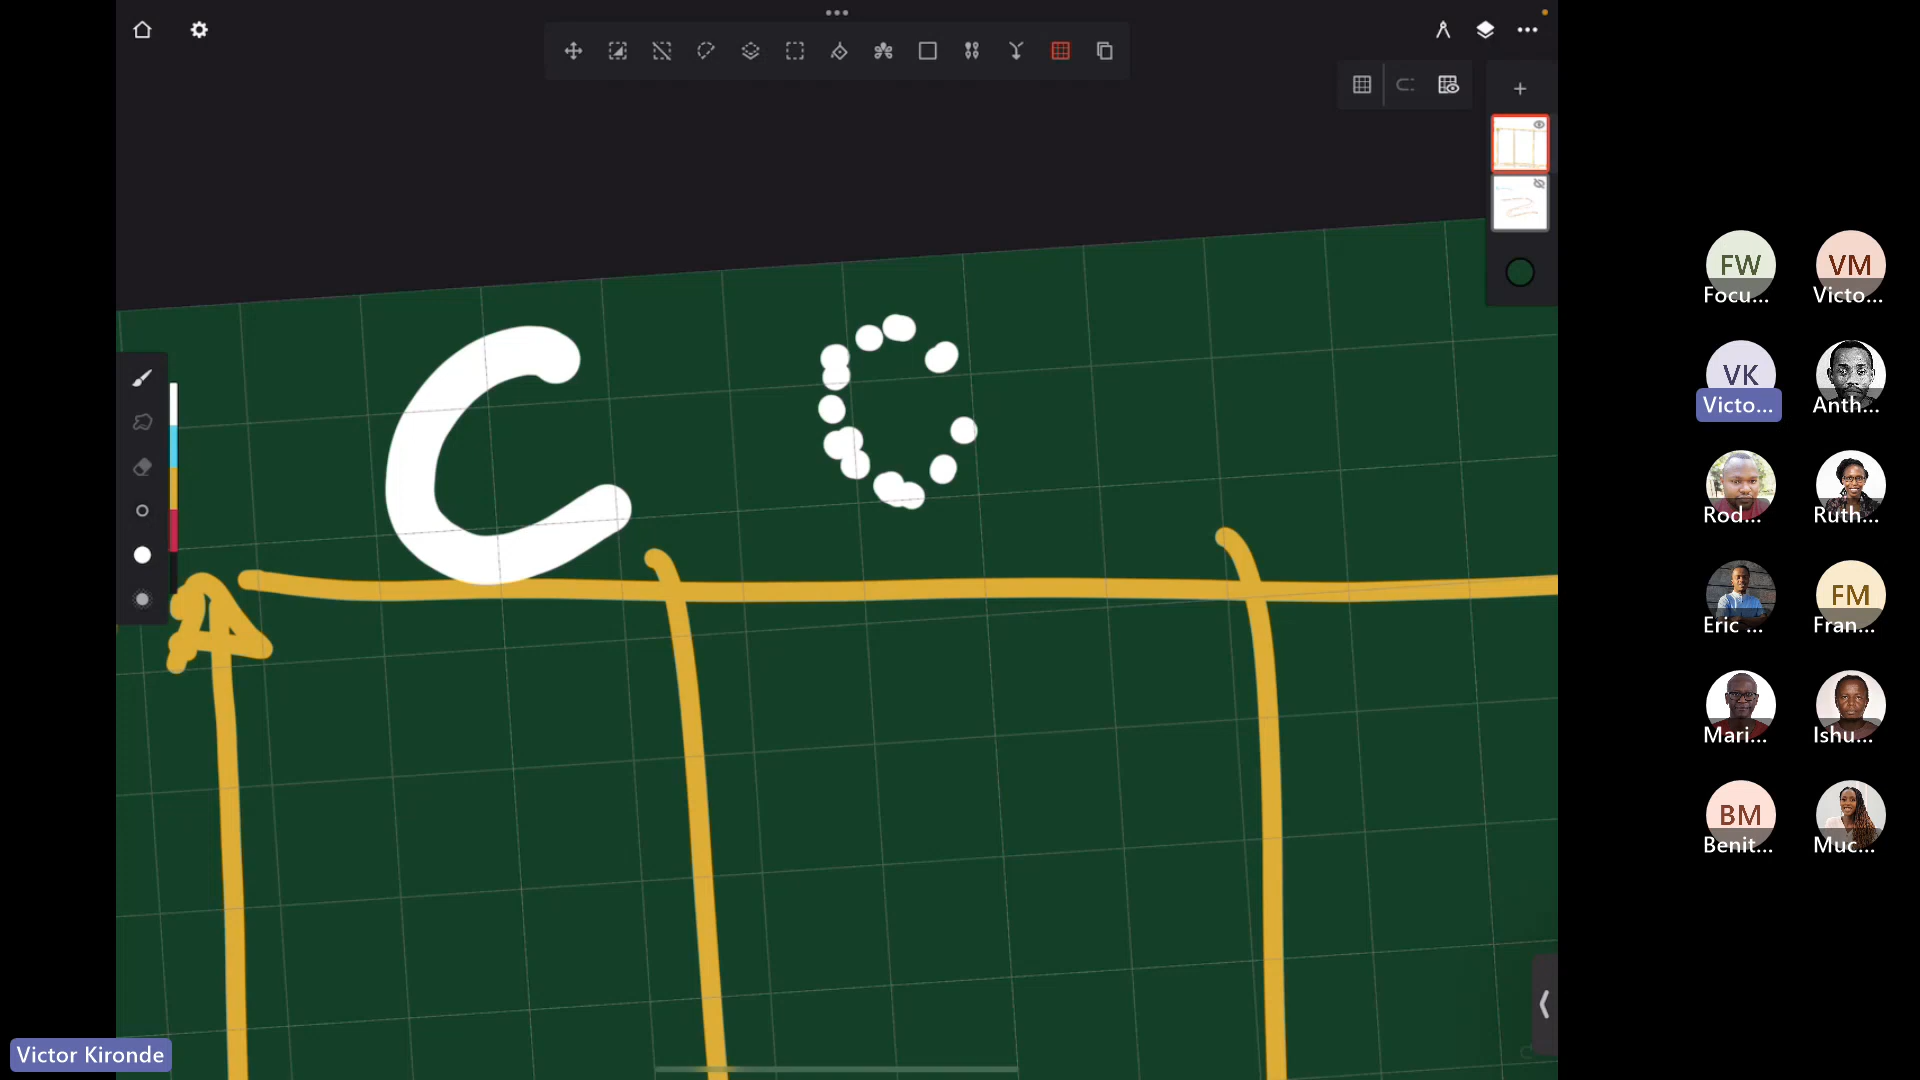 C
FW
Focu...
VM
Victo...
VK
Victo...
Anth...
Rod...
Ruth...
Eric ...
FM
Fran...
Mari...
Ishu...
BM
Benit...
Muc...
Victor Kironde